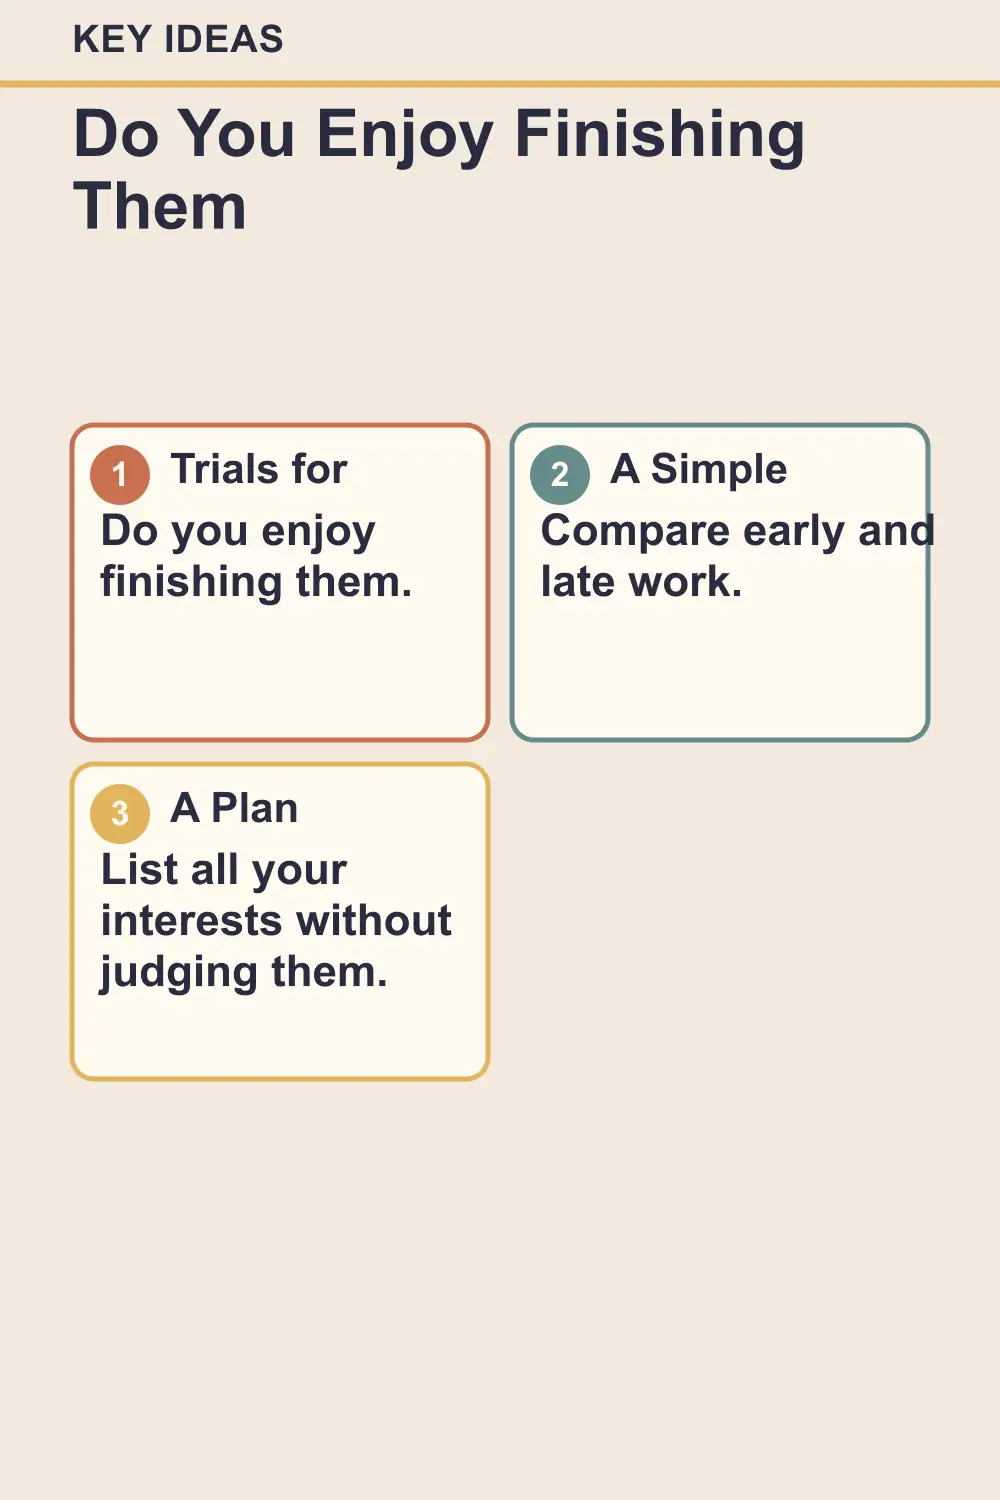 KEY IDEAS
Do You Enjoy Finishing
Them
1 Trials for
Do you enjoy
finishing them.
2 A Simple
Compare early and
late work.
3 A Plan
List all your
interests without
judging them.